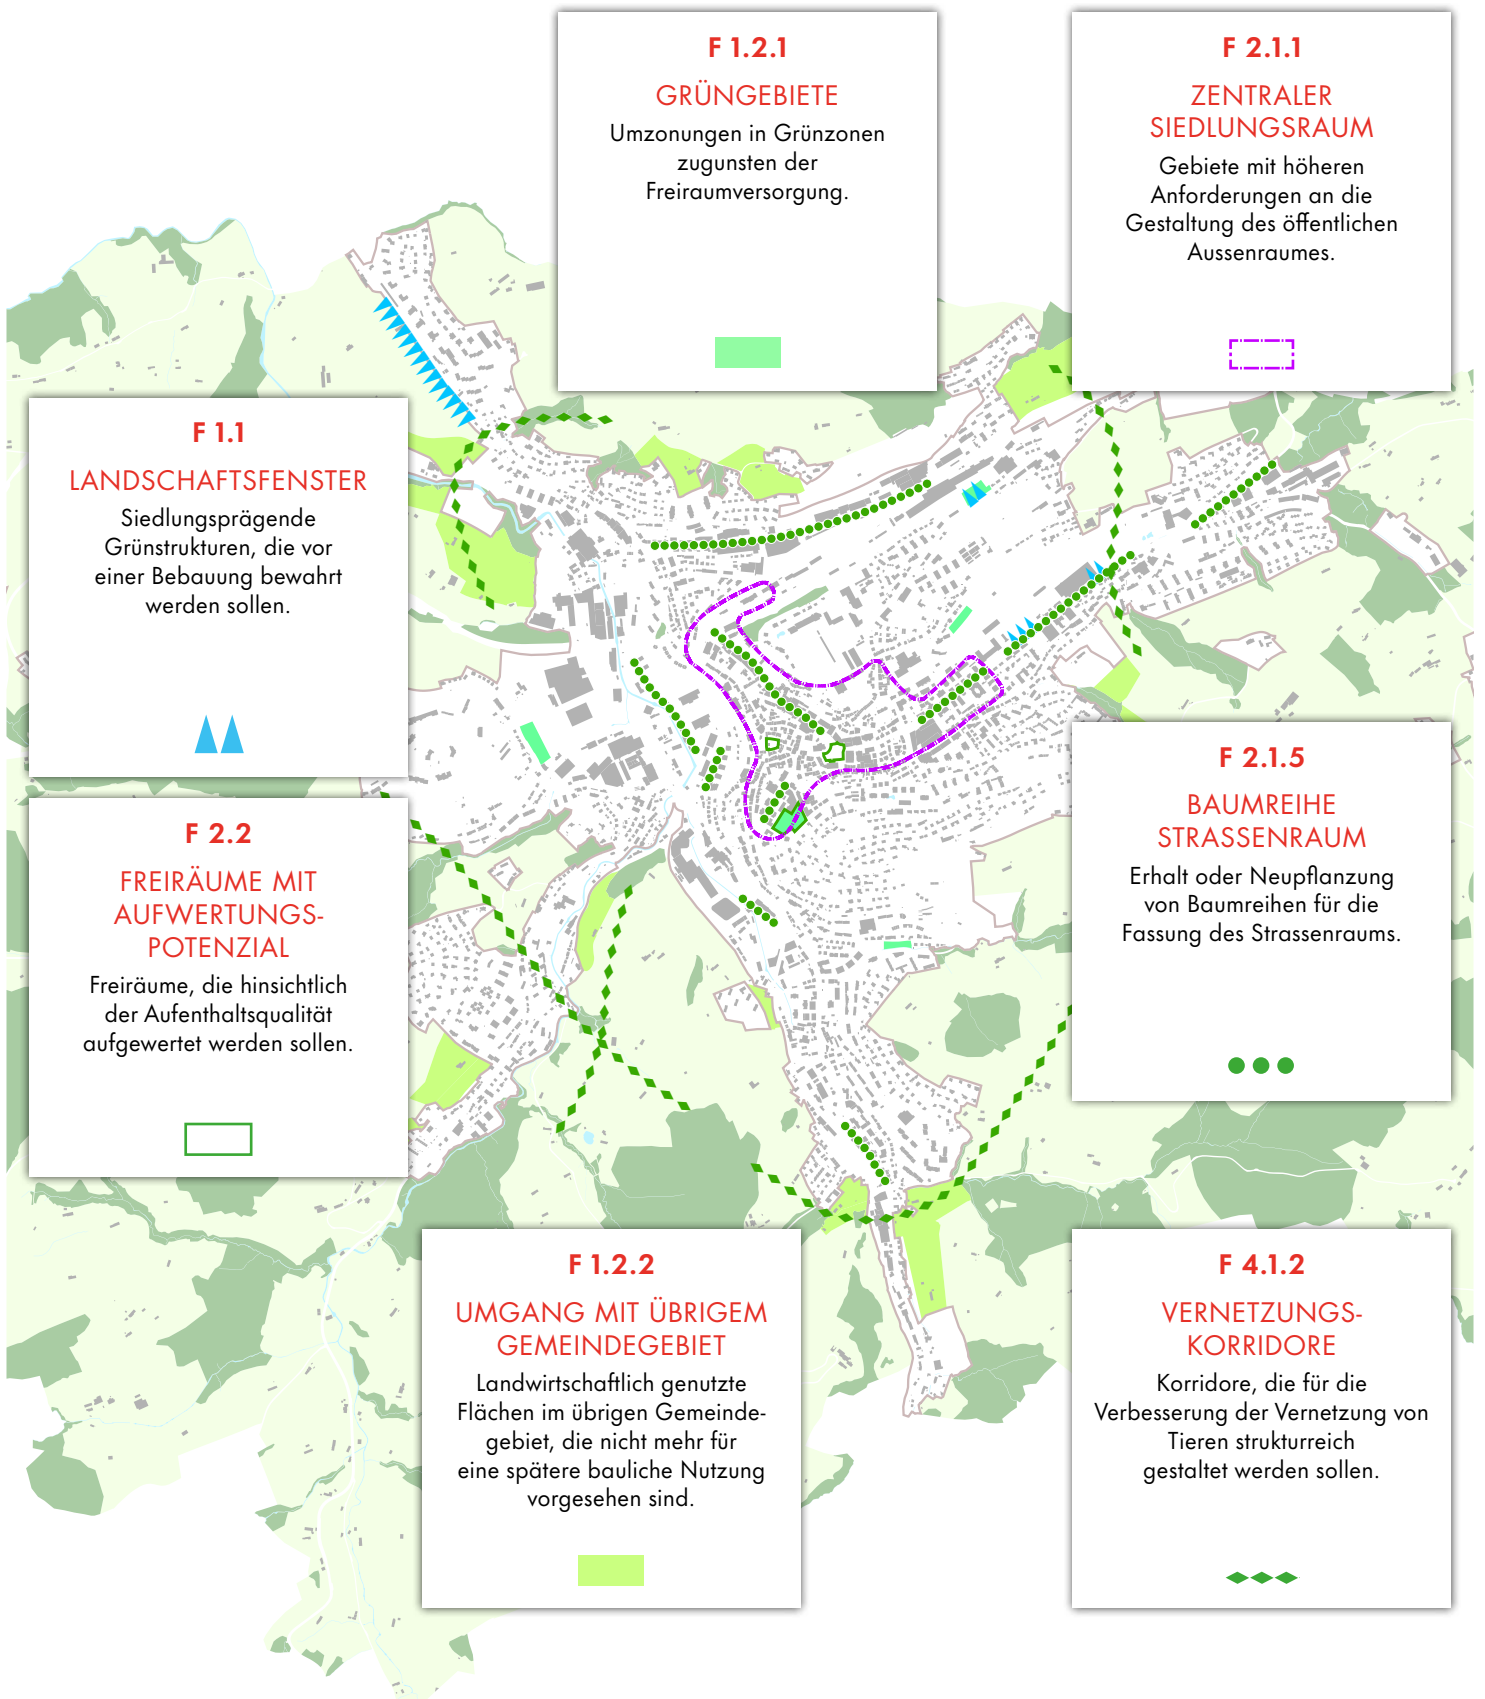 F 1.2.1
GRÜNGEBIETE
Umzonungen in Grünzonen
zugunsten der
Freiraumversorgung.
F 2.1.1
ZENTRALER
SIEDLUNGSRAUM
Gebiete mit höheren
Anforderungen an die
Gestaltung des öffentlichen
Aussenraumes.
F 1.1
LANDSCHAFTSFENSTER
Siedlungsprägende
Grünstrukturen, die vor
einer Bebauung bewahrt
werden sollen.
F 2.1.5
BAUMREIHE
STRASSENRAUM
Erhalt oder Neupflanzung
von Baumreihen für die
Fassung des Strassenraums.
F 2.2
FREIRÄUME MIT
AUFWERTUNGS-
POTENZIAL
Freiräume, die hinsichtlich
der Aufenthaltsqualität
aufgewertet werden sollen.
F 1.2.2
UMGANG MIT ÜBRIGEM
GEMEINDEGEBIET
Landwirtschaftlich genutzte
Flächen im übrigen Gemeinde-
gebiet, die nicht mehr für
eine spätere bauliche Nutzung
vorgesehen sind.
F 4.1.2
VERNETZUNGS-
KORRIDORE
Korridore, die für die
Verbesserung der Vernetzung von
Tieren strukturreich
gestaltet werden sollen.